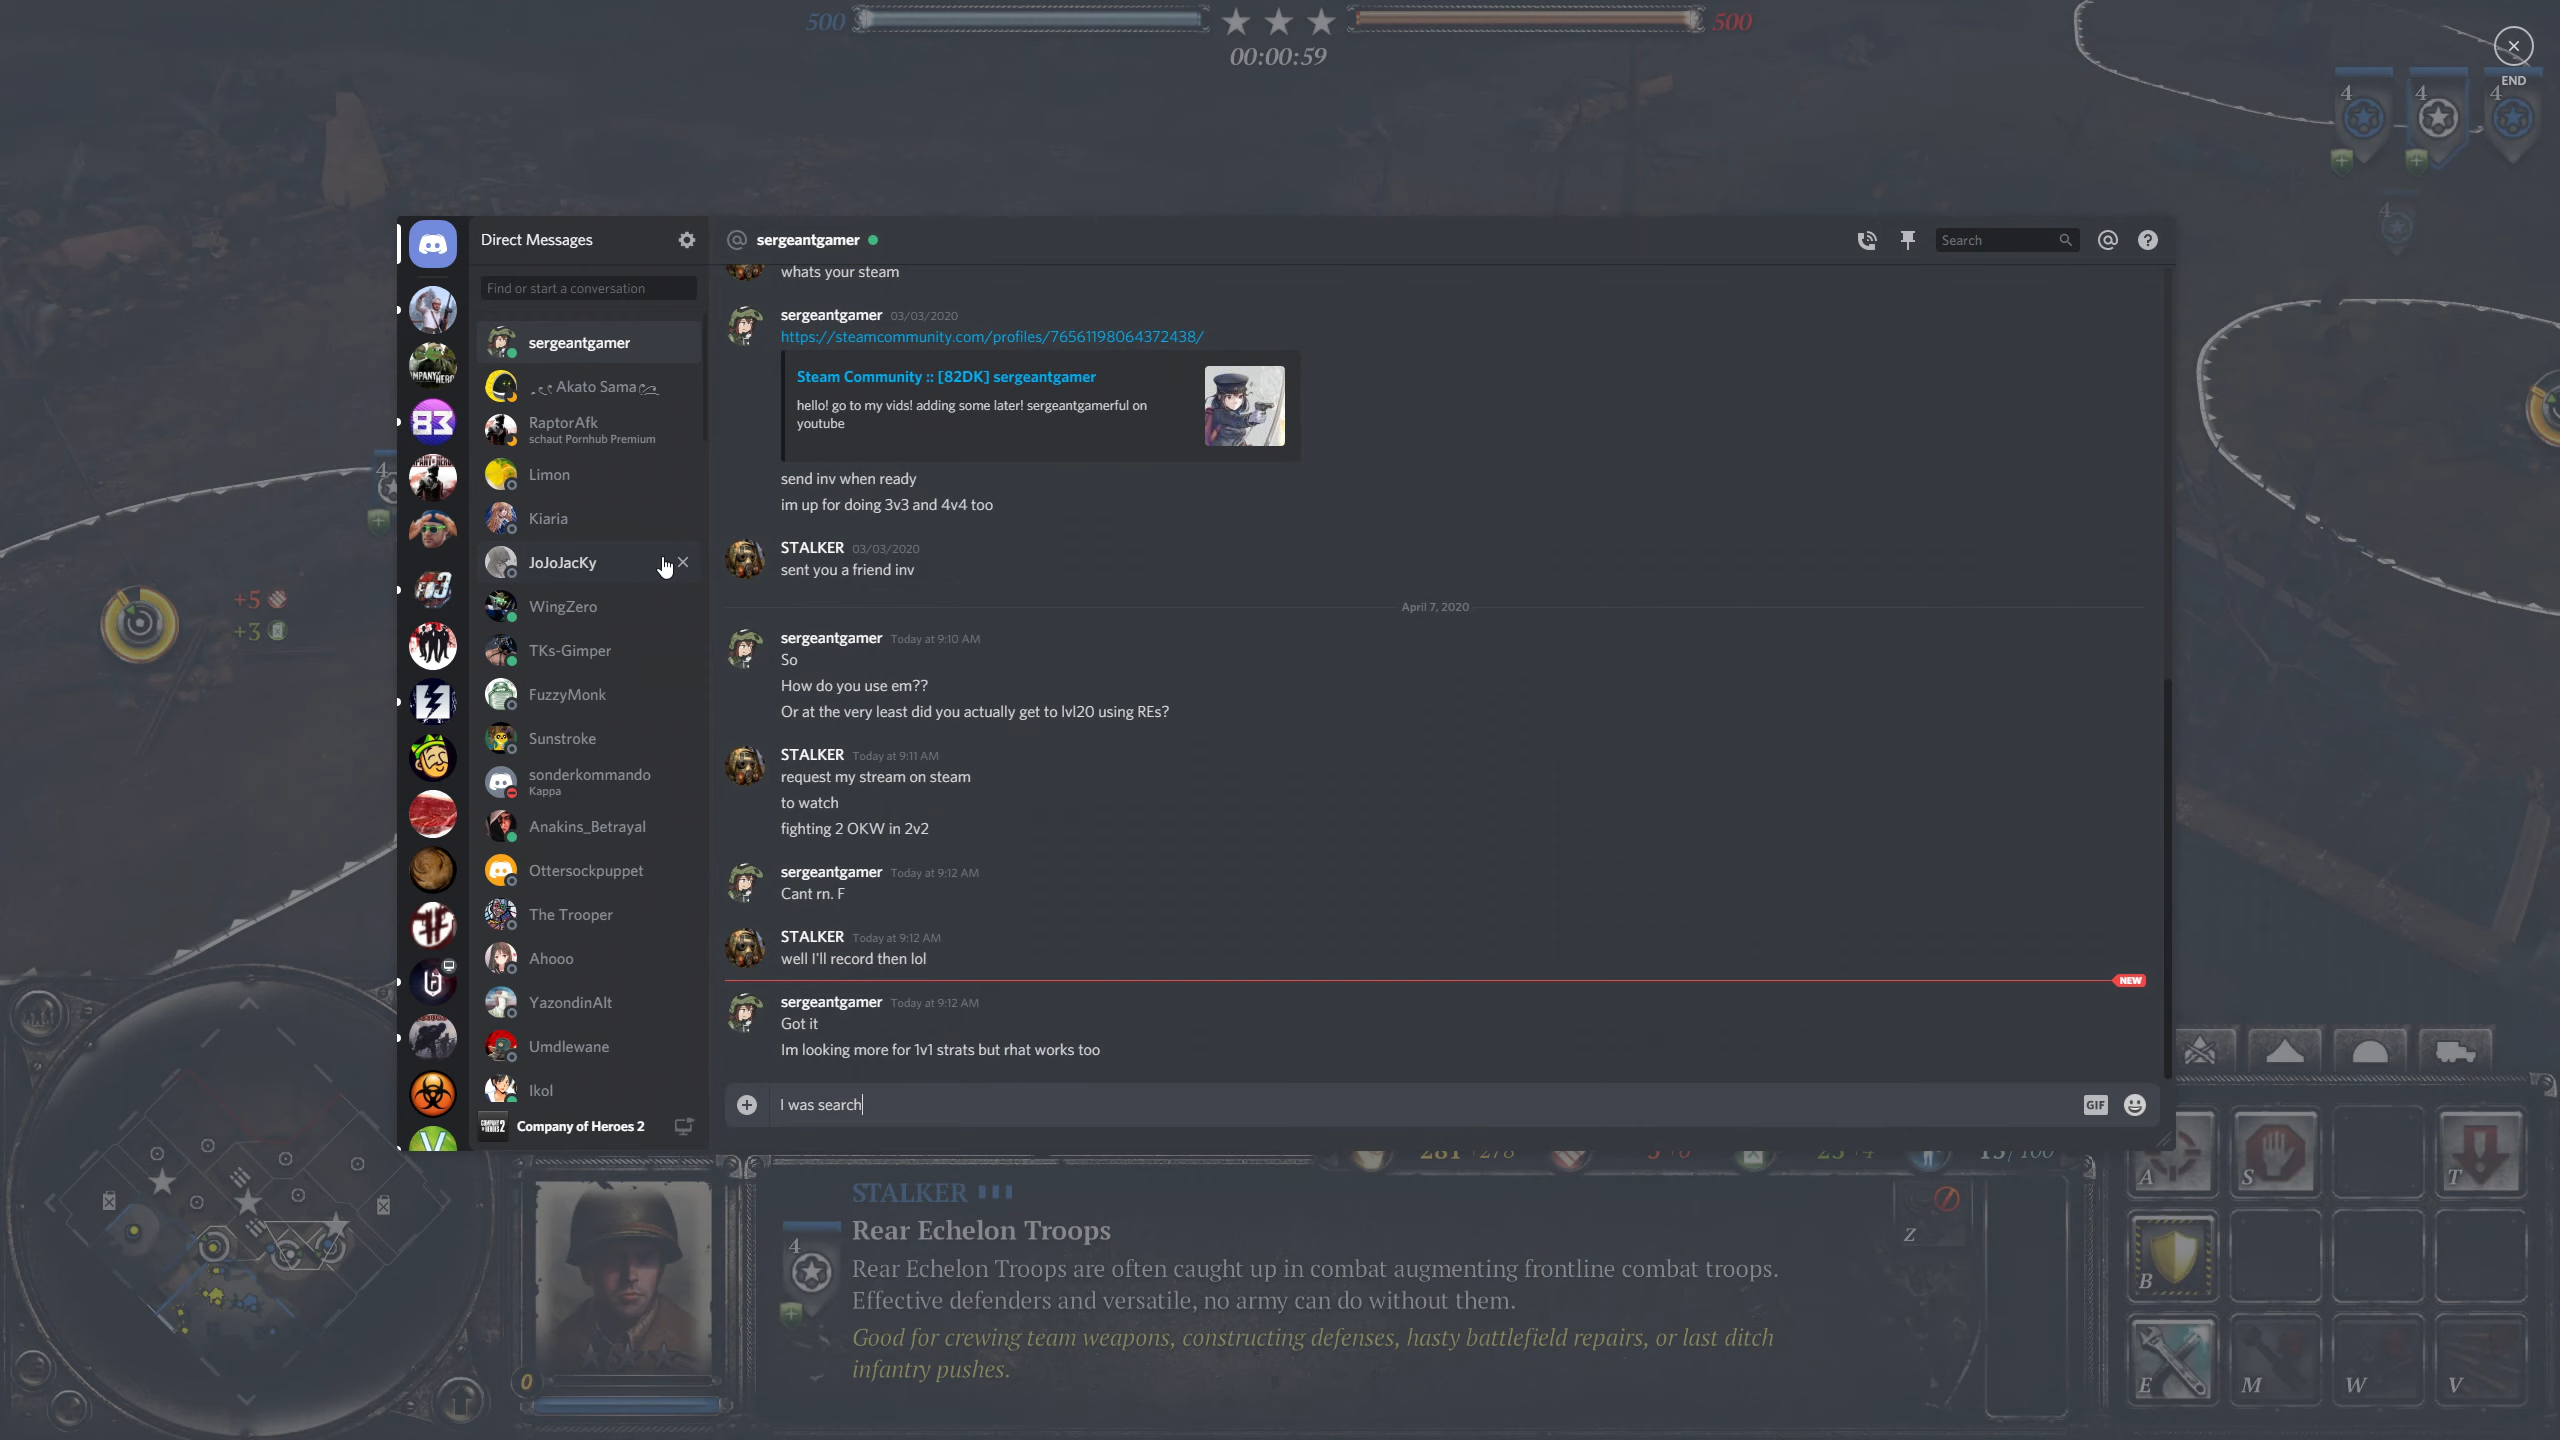 500
500
00:00:59
END
4
4
4
4
4
+5
+3
Direct Messages
Find or start a conversation
sergeantgamer
Akato Sama
RaptorAfk
schaut Pornhub Premium
Limon
Kiaria
JoJoJacKy
WingZero
TKs-Gimper
FuzzyMonk
Sunstroke
sonderkommando
Kappa
Anakins_Betrayal
Ottersockpuppet
The Trooper
Ahooo
YazondinAlt
Umdlewane
Ikol
Company of Heroes 2
83
sergeantgamer
Search
whats your steam
sergeantgamer 03/03/2020
https://steamcommunity.com/profiles/76561198064372438/
Steam Community :: [82DK] sergeantgamer
hello! go to my vids! adding some later! sergeantgamerful on
youtube
send inv when ready
im up for doing 3v3 and 4v4 too
STALKER 03/03/2020
sent you a friend inv
April 7, 2020
sergeantgamer Today at 9:10 AM
So
How do you use em??
Or at the very least did you actually get to lvl20 using REs?
STALKER Today at 9:11 AM
request my stream on steam
to watch
fighting 2 OKW in 2v2
sergeantgamer Today at 9:12 AM
Cant rn. F
STALKER Today at 9:12 AM
well I'll record then lol
NEW
sergeantgamer Today at 9:12 AM
Got it
Im looking more for 1v1 strats but rhat works too
I was search
GIF
STALKER
4
Rear Echelon Troops
Rear Echelon Troops are often caught up in combat augmenting frontline combat troops.
Effective defenders and versatile, no army can do without them.
Good for crewing team weapons, constructing defenses, hasty battlefield repairs, or last ditch
infantry pushes.
0
Z
A
S
T
B
E
M
W
V